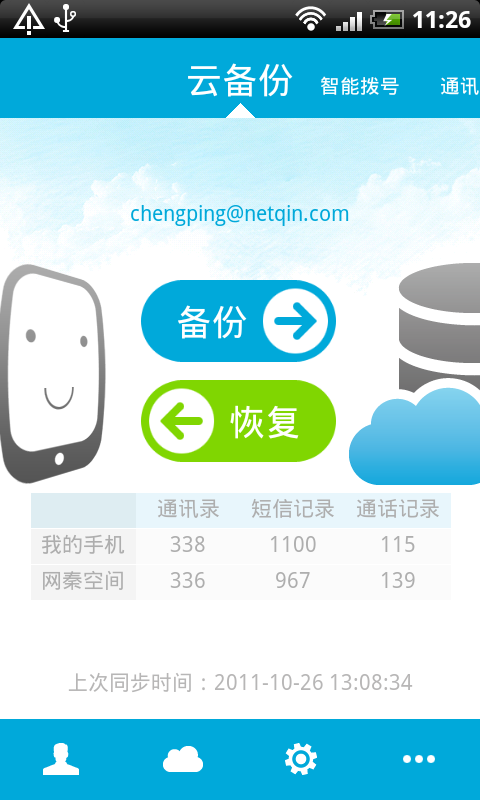 11:26
云备份 智能拨号 通讯
chengping@netqin.com
备份
恢复
通讯录 短信记录 通话记录
我的手机 338 1100 115
网秦空间 336 967 139
上次同步时间：2011-10-26 13:08:34